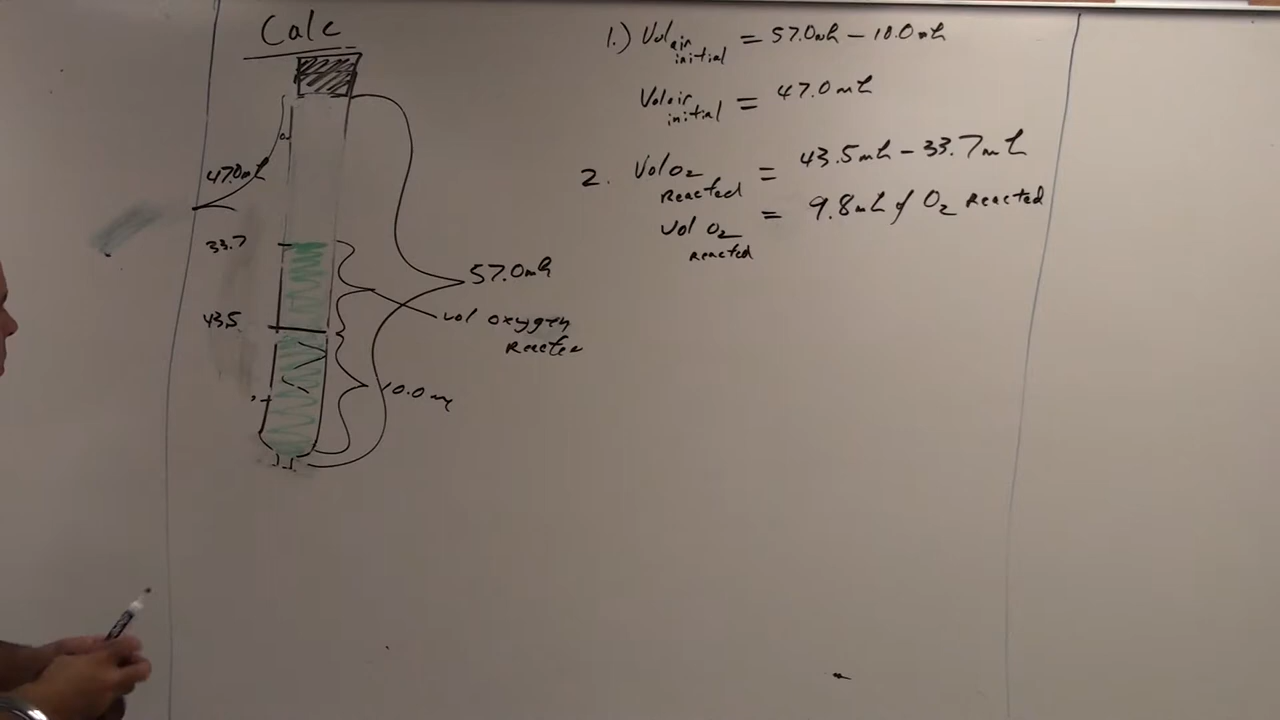 Calc
1.) Vol air initial = 57.0mL - 10.0mL
Vol air initial = 47.0mL
2. Vol O2 Reacted = 43.5mL - 33.7mL
Vol O2 Reacted = 9.8mL of O2 Reacted
47.0mL
33.7
43.5
57.0mL
vol oxygen
Reacted
10.0mL